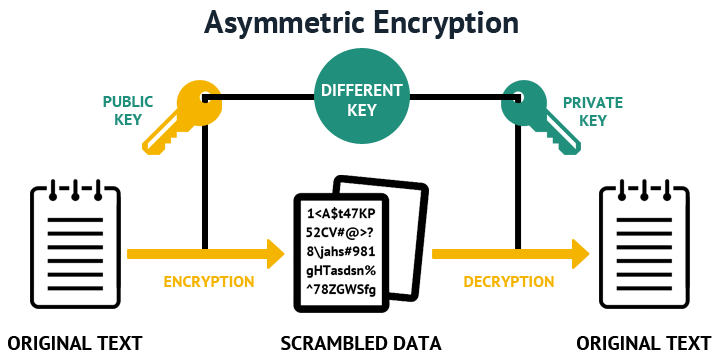 Asymmetric Encryption
PUBLIC
KEY
DIFFERENT
KEY
PRIVATE
KEY
1<A$t47KP
52CV#@>?
8\jahs#981
gHTasdsn%
^78ZGWSfg
ENCRYPTION
DECRYPTION
ORIGINAL TEXT
SCRAMBLED DATA
ORIGINAL TEXT